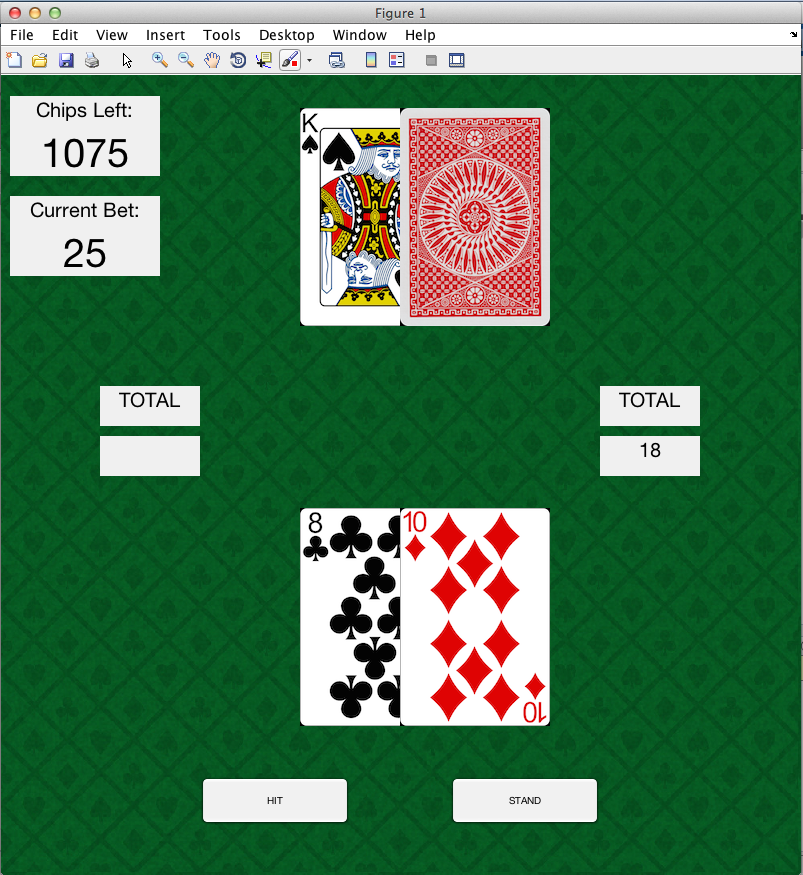 Figure 1
File Edit View Insert Tools Desktop Window Help
Chips Left:
1075
Current Bet:
25
K
TOTAL
TOTAL
18
8
10
10
HIT
STAND